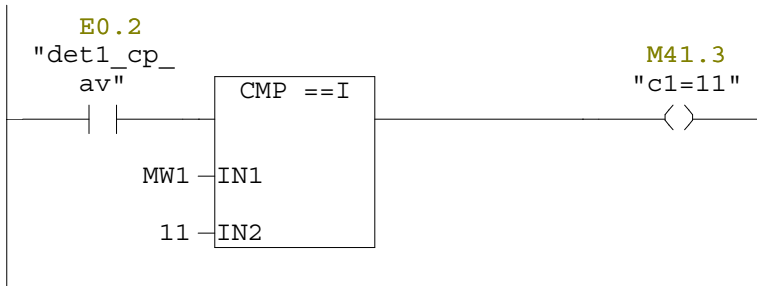 E0.2
"det1_cp_
av"
M41.3
"c1=11"
CMP ==I
MW1
IN1
11
IN2